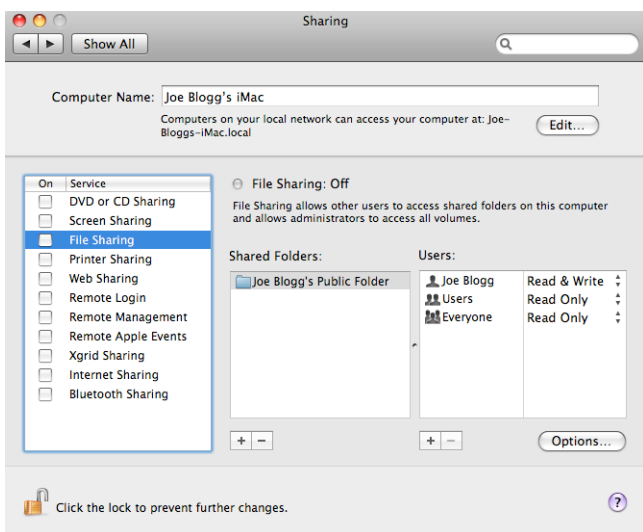 Sharing
Show All
Computer Name: Joe Blogg's iMac
Computers on your local network can access your computer at: Joe-
Bloggs-iMac.local
Edit...
On Service
DVD or CD Sharing
Screen Sharing
File Sharing
Printer Sharing
Web Sharing
Remote Login
Remote Management
Remote Apple Events
Xgrid Sharing
Internet Sharing
Bluetooth Sharing
File Sharing: Off
File Sharing allows other users to access shared folders on this computer
and allows administrators to access all volumes.
Shared Folders:
Joe Blogg's Public Folder
Users:
Joe Blogg Read & Write
Users Read Only
Everyone Read Only
+ −
+ −
Options...
Click the lock to prevent further changes.
?